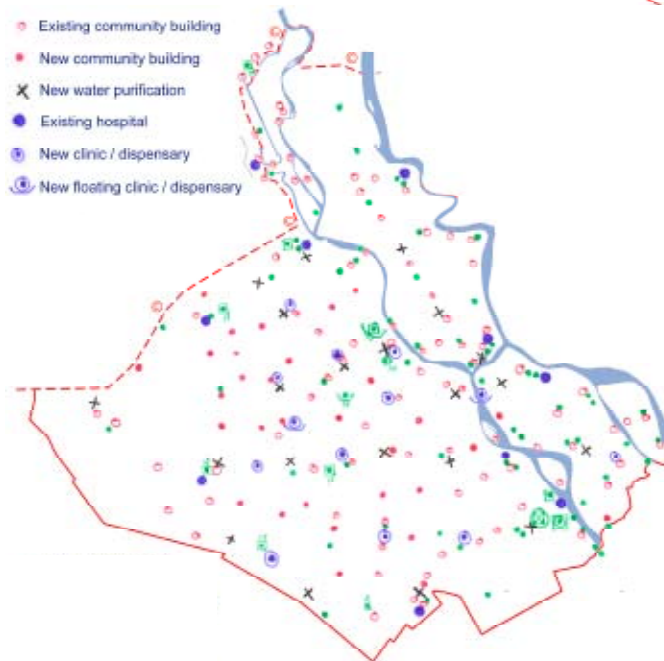 Existing community building
New community building
New water purification
Existing hospital
New clinic / dispensary
New floating clinic / dispensary